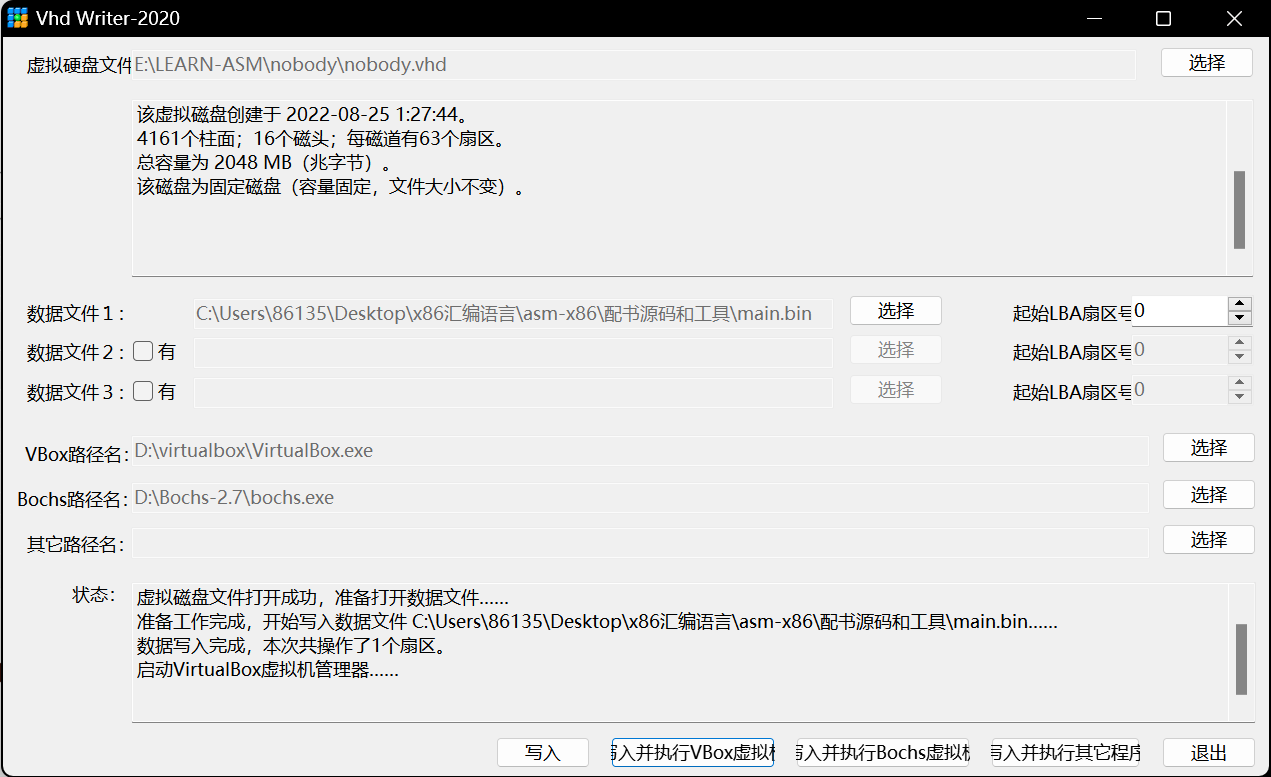 Vhd Writer-2020
虚拟硬盘文件 E:\LEARN-ASM\nobody\nobody.vhd 选择
该虚拟磁盘创建于 2022-08-25 1:27:44。
4161个柱面；16个磁头；每磁道有63个扇区。
总容量为 2048 MB（兆字节）。
该磁盘为固定磁盘（容量固定，文件大小不变）。
数据文件1： C:\Users\86135\Desktop\x86汇编语言\asm-x86\配书源码和工具\main.bin 选择 起始LBA扇区号 0
数据文件2： 有 选择 起始LBA扇区号 0
数据文件3： 有 选择 起始LBA扇区号 0
VBox路径名： D:\virtualbox\VirtualBox.exe 选择
Bochs路径名： D:\Bochs-2.7\bochs.exe 选择
其它路径名： 选择
状态： 虚拟磁盘文件打开成功，准备打开数据文件......
准备工作完成，开始写入数据文件 C:\Users\86135\Desktop\x86汇编语言\asm-x86\配书源码和工具\main.bin......
数据写入完成，本次共操作了1个扇区。
启动VirtualBox虚拟机管理器......
写入 写入并执行VBox虚拟机 写入并执行Bochs虚拟机 写入并执行其它程序 退出